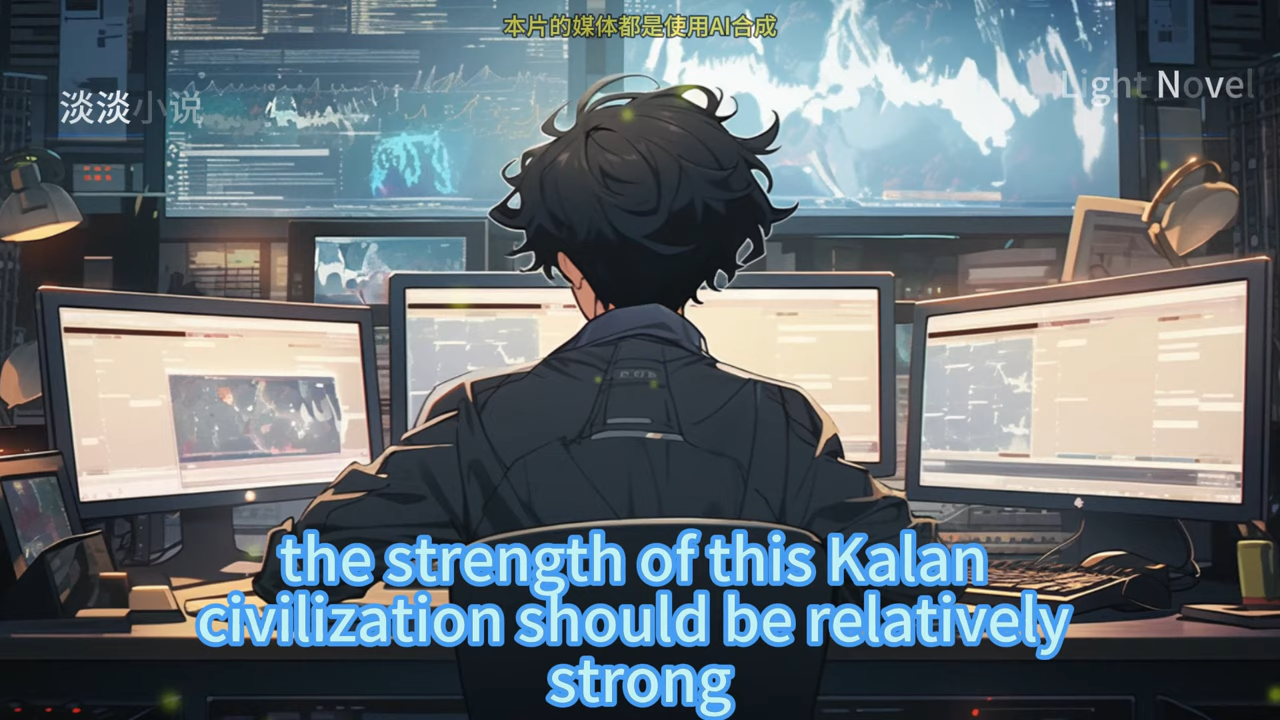 本片的媒体都是使用AI合成
淡淡小说
Light Novel
the strength of this Kalan
civilization should be relatively
strong